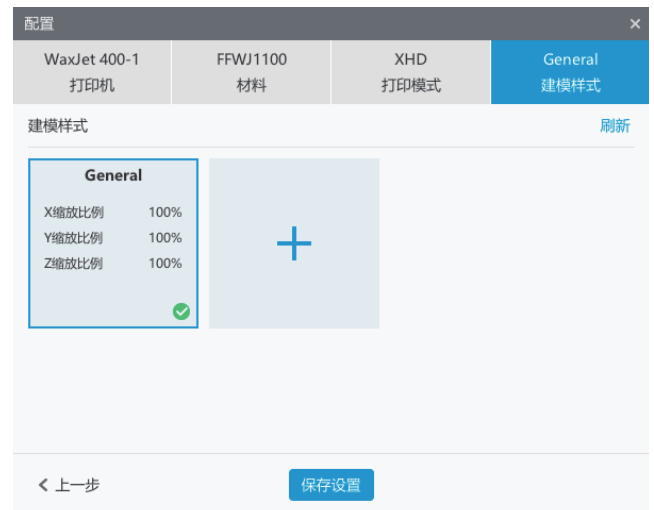 配置
WaxJet 400-1 FFWJ1100 XHD General
打印机 材料 打印模式 建模样式
建模样式 刷新
General
X缩放比例 100%
Y缩放比例 100%
Z缩放比例 100%
上一步 保存设置